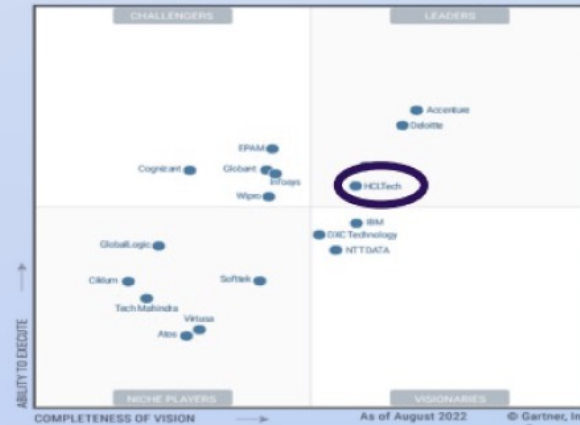 CHALLENGERS
LEADERS
Accenture
Deloitte
EPAM
Cognizant
Globant
Infosys
HCLTech
Wipro
IBM
DXC Technology
GlobalLogic
NTT DATA
Ciklum
Softtek
Tech Mahindra
Virtusa
Atos
ABILITY TO EXECUTE
NICHE PLAYERS
VISIONARIES
COMPLETENESS OF VISION
As of August 2022
© Gartner, In